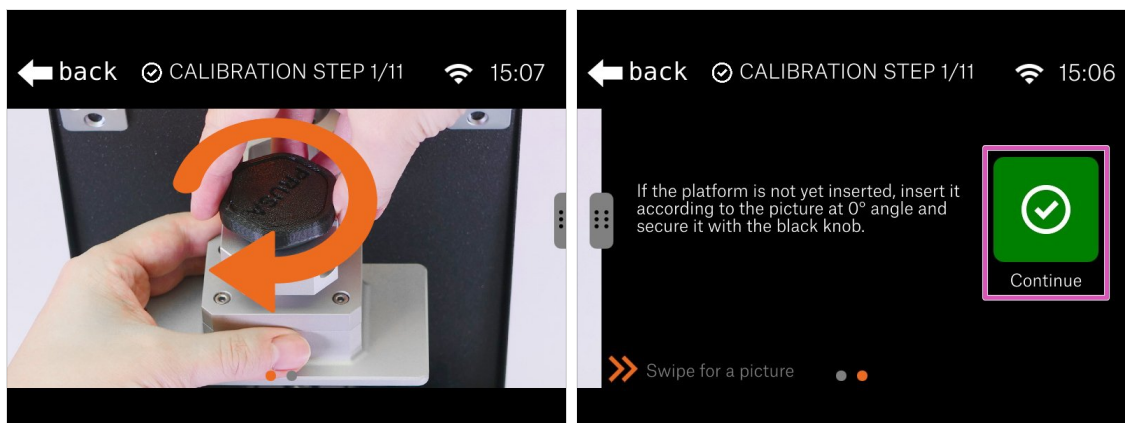 back
CALIBRATION STEP 1/11
15:07
PRUSA
back
CALIBRATION STEP 1/11
15:06
If the platform is not yet inserted, insert it
according to the picture at 0° angle and
secure it with the black knob.
Continue
Swipe for a picture